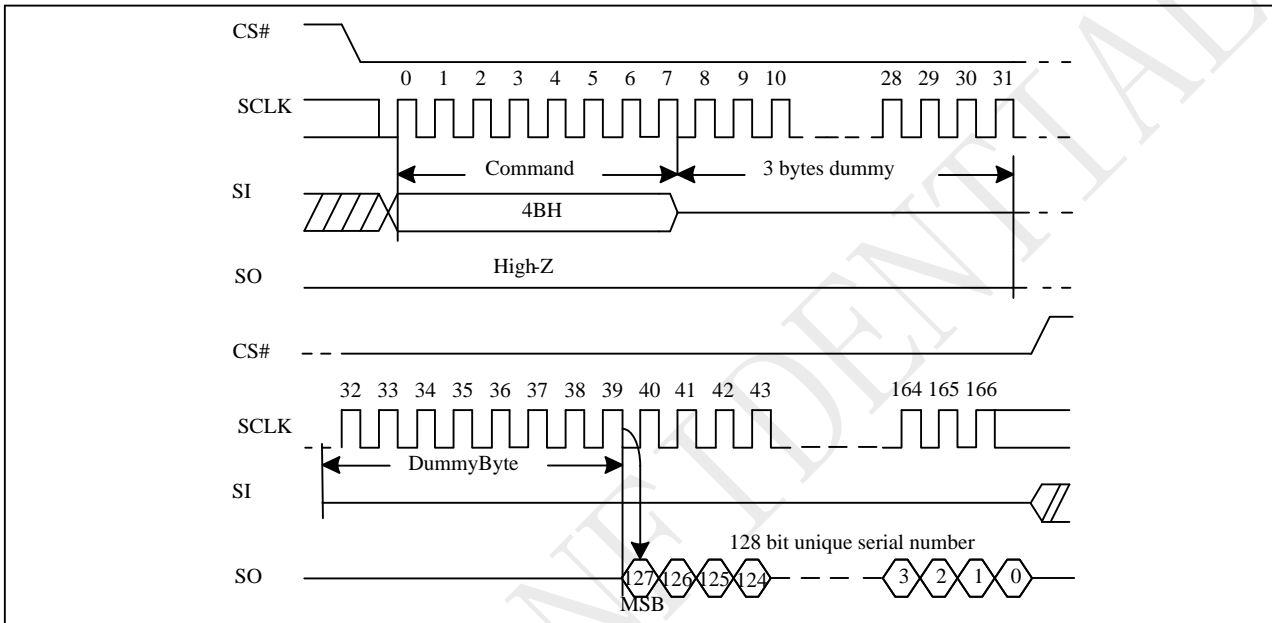 CS#
0 1 2 3 4 5 6 7 8 9 10 28 29 30 31
SCLK
Command 3 bytes dummy
SI
4BH
High-Z
SO
CS#
32 33 34 35 36 37 38 39 40 41 42 43 164 165 166
SCLK
DummyByte
SI
128 bit unique serial number
SO
127 126 125 124 3 2 1 0
MSB